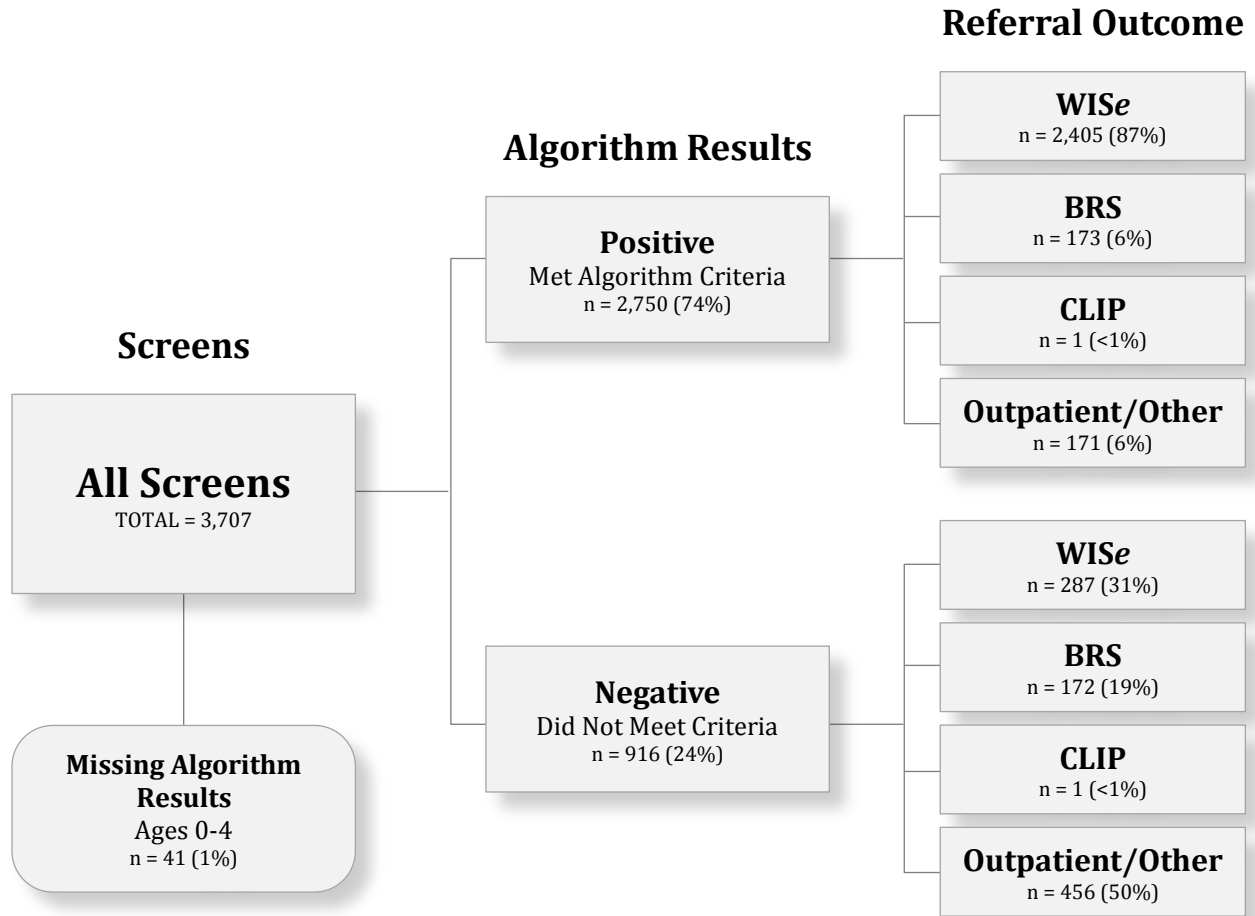 Referral Outcome
Algorithm Results
Screens
All Screens
TOTAL = 3,707
Missing Algorithm
Results
Ages 0-4
n = 41 (1%)
Positive
Met Algorithm Criteria
n = 2,750 (74%)
Negative
Did Not Meet Criteria
n = 916 (24%)
WISe
n = 2,405 (87%)
BRS
n = 173 (6%)
CLIP
n = 1 (<1%)
Outpatient/Other
n = 171 (6%)
WISe
n = 287 (31%)
BRS
n = 172 (19%)
CLIP
n = 1 (<1%)
Outpatient/Other
n = 456 (50%)